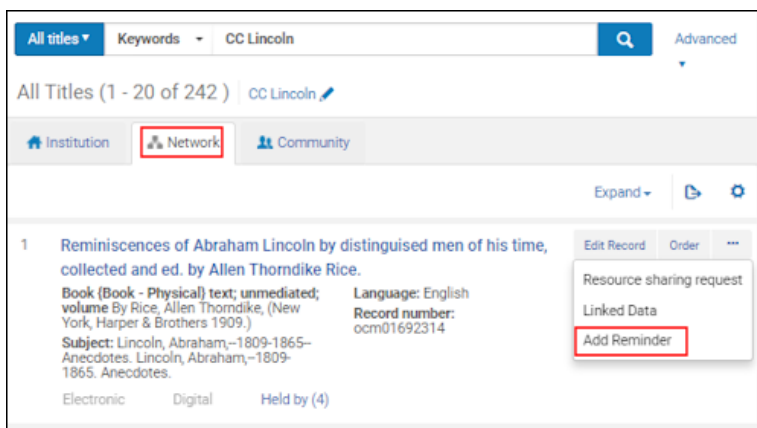 All titles ▾ Keywords ▾ CC Lincoln Advanced ▾
All Titles (1 - 20 of 242 ) CC Lincoln
Institution Network Community
Expand ▾
1 Reminiscences of Abraham Lincoln by distinguised men of his time, Edit Record Order ···
collected and ed. by Allen Thorndike Rice.
Book {Book - Physical) text; unmediated;
volume By Rice, Allen Thorndike, (New
York, Harper & Brothers 1909.)
Subject: Lincoln, Abraham,--1809-1865--
Anecdotes. Lincoln, Abraham,--1809-
1865. Anecdotes.
Language: English
Record number:
ocm01692314
Resource sharing request
Linked Data
Add Reminder
Electronic Digital Held by (4)